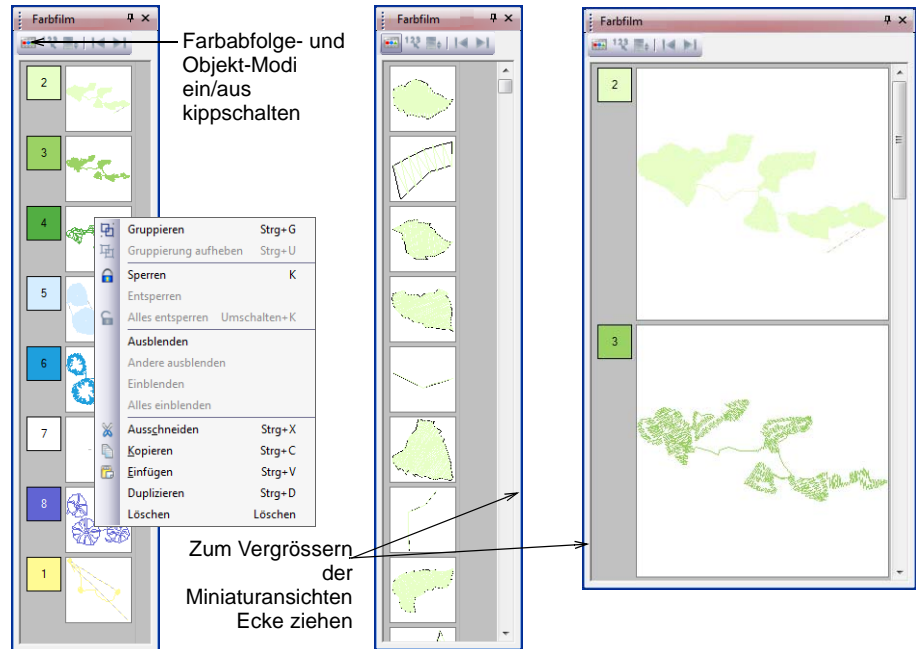 Farbfilm
Farbabfolge- und
Objekt-Modi
ein/aus
kippschalten
2
3
4
5
6
7
8
1
Gruppieren Strg+G
Gruppierung aufheben Strg+U
Sperren K
Entsperren
Alles entsperren Umschalten+K
Ausblenden
Andere ausblenden
Einblenden
Alles einblenden
Ausschneiden Strg+X
Kopieren Strg+C
Einfügen Strg+V
Duplizieren Strg+D
Löschen Löschen
Farbfilm
Zum Vergrössern
der
Miniaturansichten
Ecke ziehen
Farbfilm
2
3